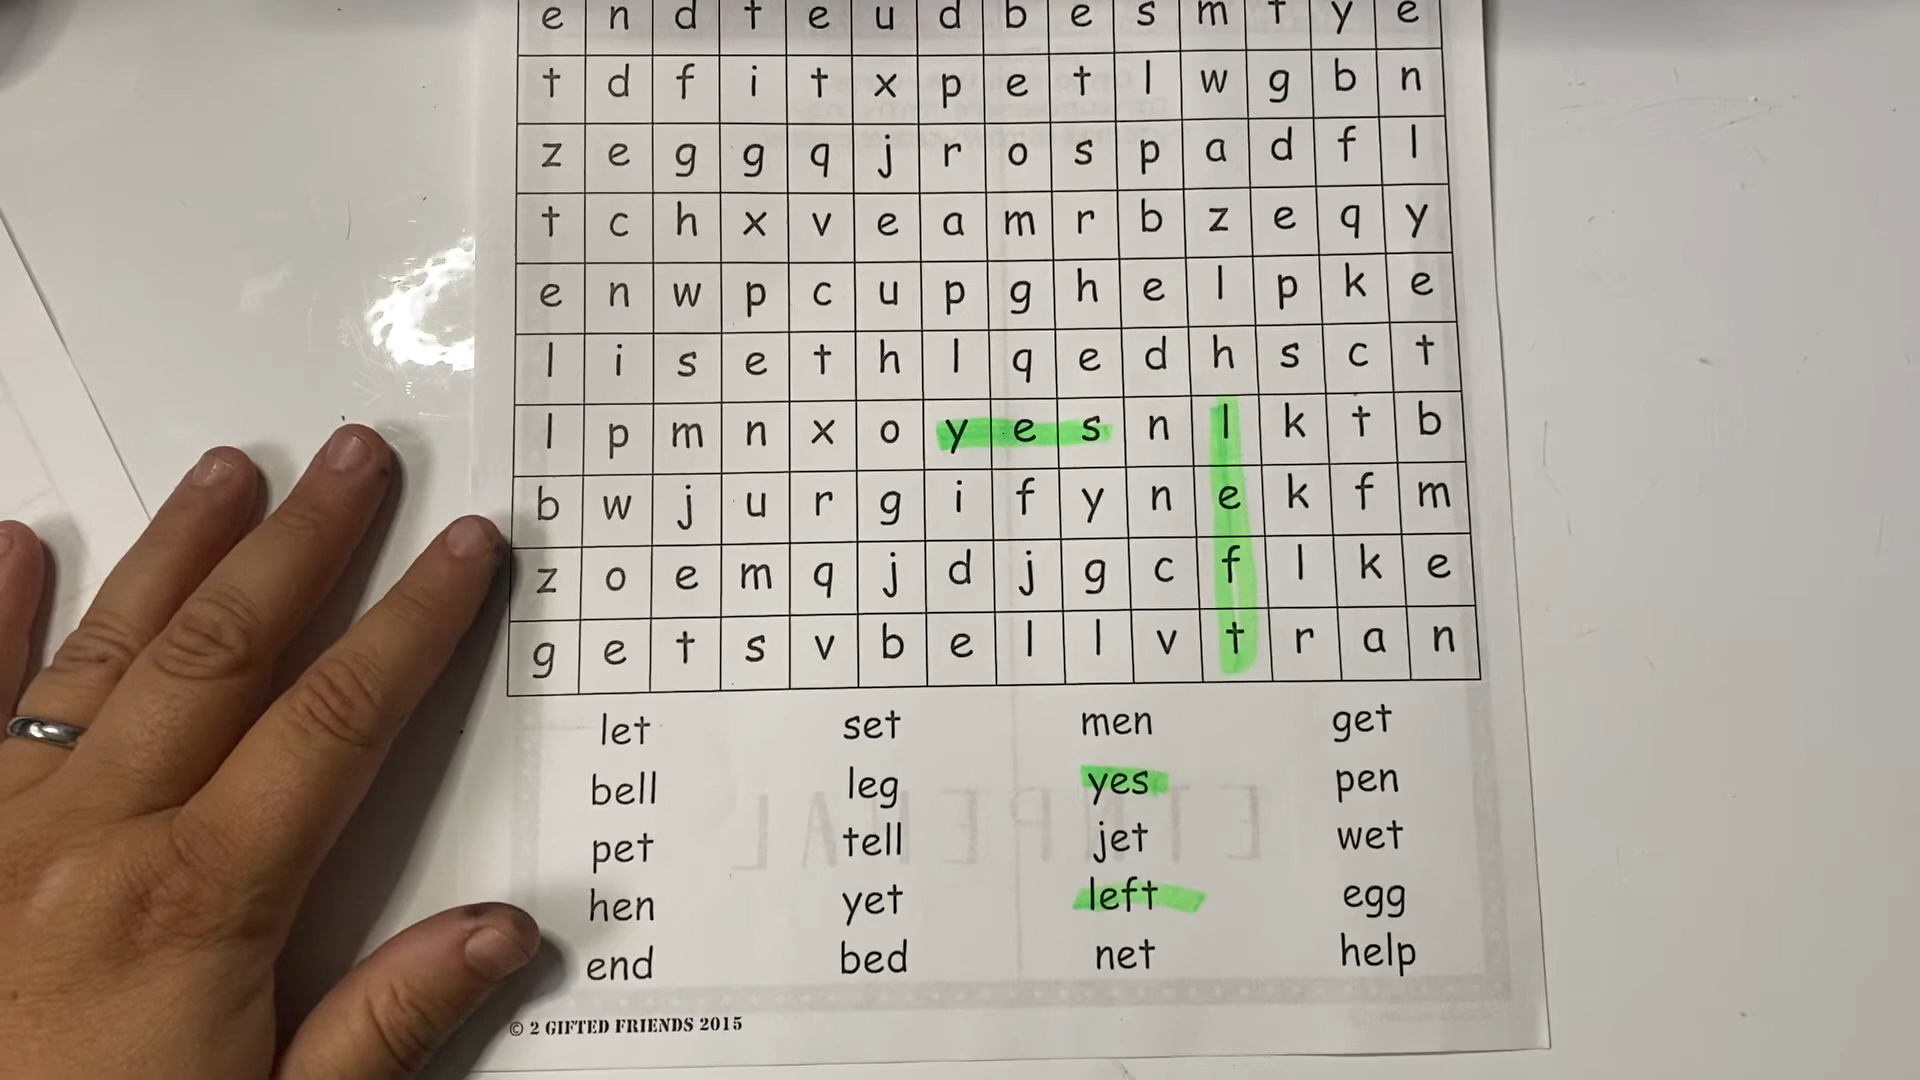 e n d t e u d b e s m t y e
t d f i t x p e t l w g b n
z e g g q j r o s p a d f l
t c h x v e a m r b z e q y
e n w p c u p g h e l p k e
l i s e t h l q e d h s c t
l p m n x o y e s n l k t b
b w j u r g i f y n e k f m
z o e m q j d j g c f l k e
g e t s v b e l l v t r a n
let set men get
bell leg yes pen
pet tell jet wet
hen yet left egg
end bed net help
© 2 GIFTED FRIENDS 2015